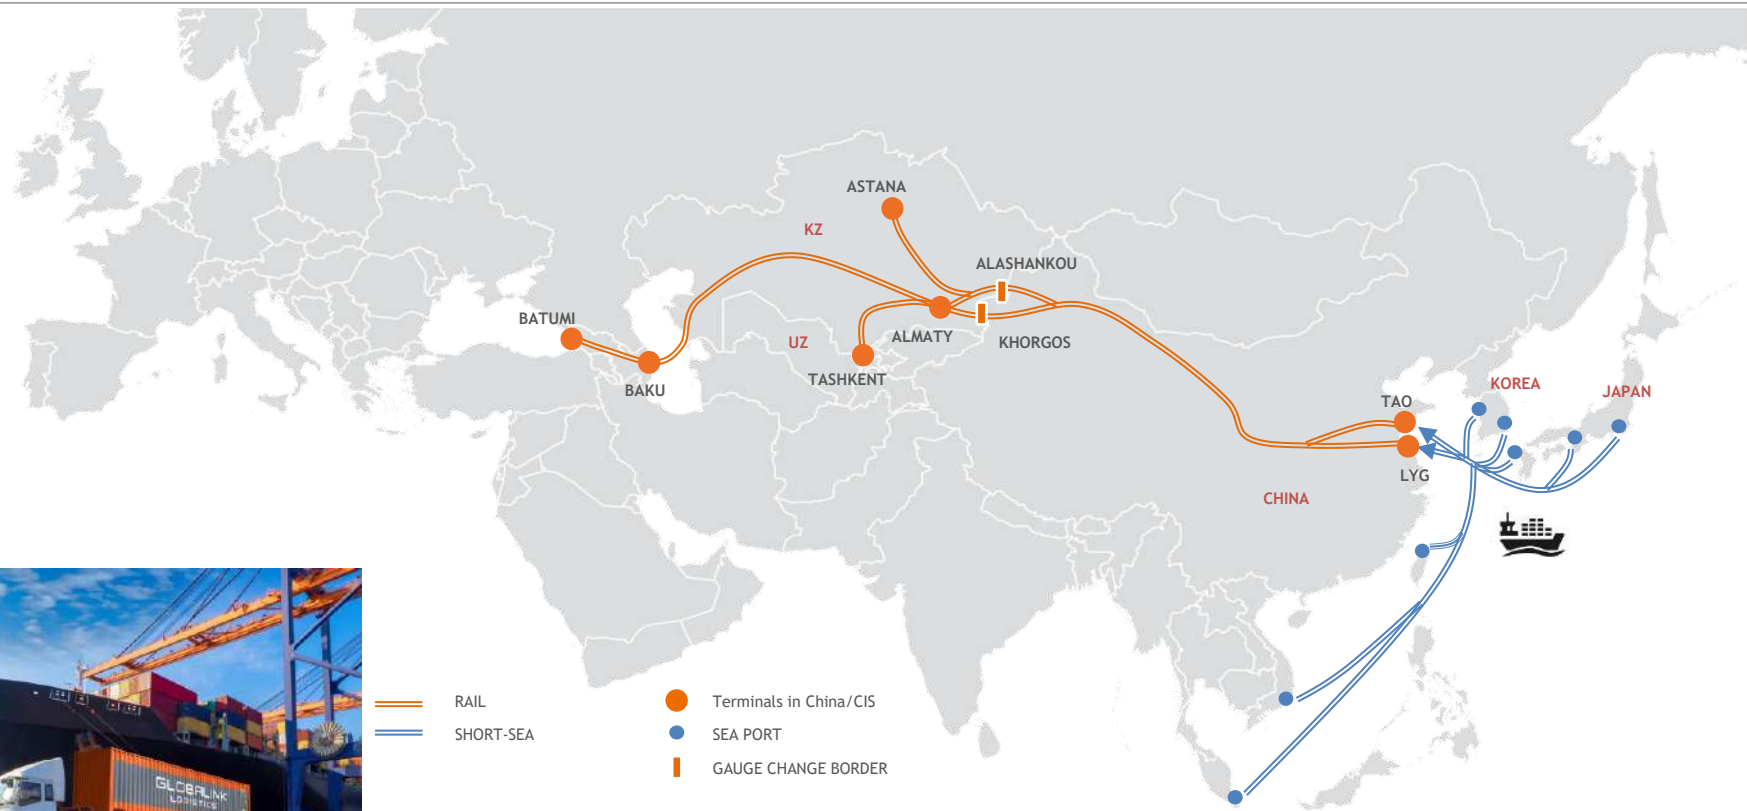 ASTANA
KZ
ALASHANKOU
BATUMI
ALMATY
KHORGOS
UZ
TASHKENT
BAKU
KOREA
JAPAN
TAO
LYG
CHINA
RAIL
SHORT-SEA
Terminals in China/CIS
SEA PORT
GAUGE CHANGE BORDER
GLOBALINK
LOGISTICS